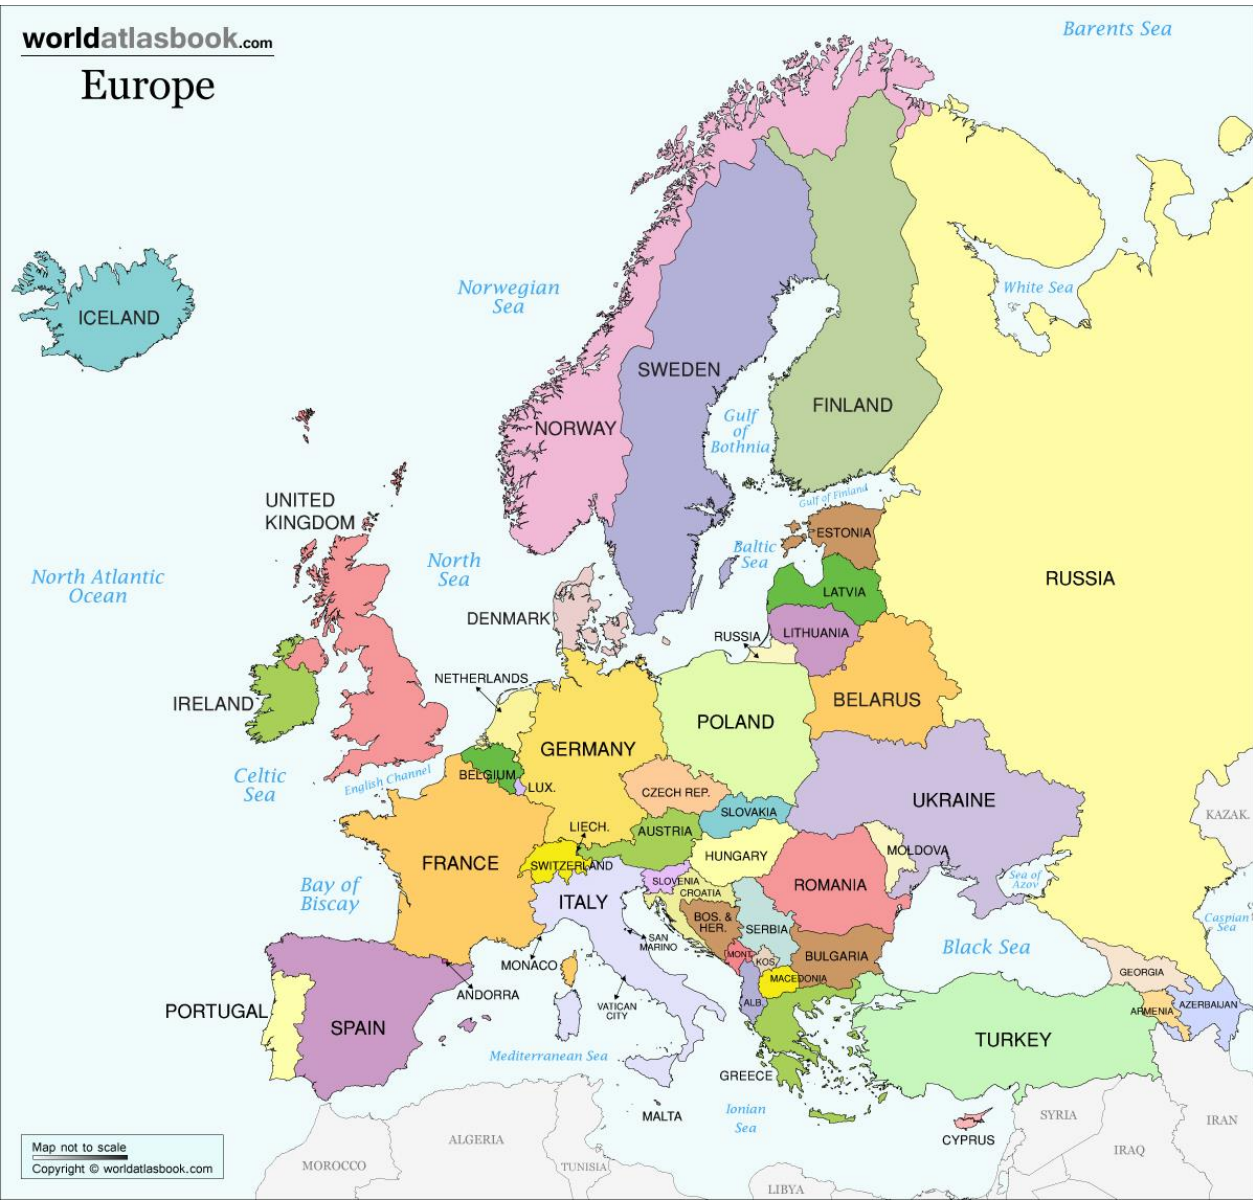 worldatlasbook.com
Europe
Barents Sea
ICELAND
Norwegian
Sea
White Sea
SWEDEN
FINLAND
NORWAY
Gulf
of
Bothnia
Gulf of Finland
UNITED
KINGDOM
ESTONIA
North
Sea
Baltic
Sea
North Atlantic
Ocean
RUSSIA
LATVIA
DENMARK
LITHUANIA
RUSSIA
NETHERLANDS
IRELAND
BELARUS
POLAND
GERMANY
Celtic
Sea
English Channel
BELGIUM
LUX.
CZECH REP.
UKRAINE
SLOVAKIA
KAZAK.
LIECH.
AUSTRIA
FRANCE
SWITZERLAND
HUNGARY
MOLDOVA
Bay of
Biscay
SLOVENIA
CROATIA
ROMANIA
Sea of
Azov
ITALY
BOS. &
HER.
SERBIA
Caspian
Sea
SAN
MARINO
Black Sea
MONT.
KOS.
BULGARIA
MONACO
GEORGIA
MACEDONIA
ANDORRA
ALB.
VATICAN
CITY
ARMENIA
AZERBAIJAN
PORTUGAL
SPAIN
TURKEY
Mediterranean Sea
GREECE
MALTA
Ionian
Sea
CYPRUS
SYRIA
IRAN
ALGERIA
MOROCCO
TUNISIA
LIBYA
IRAQ
Map not to scale
Copyright © worldatlasbook.com